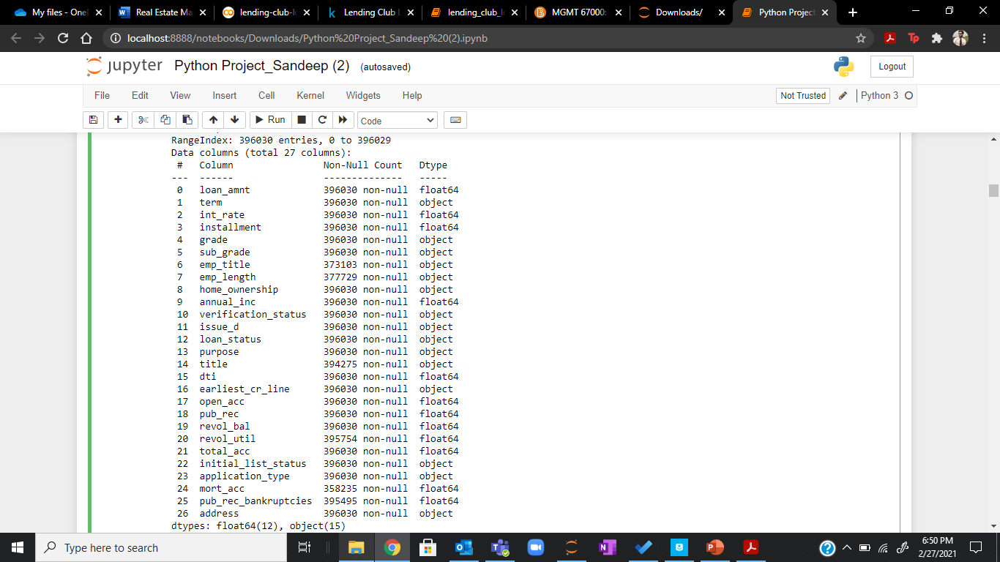 My files - OneD
Real Estate Ma
lending-club-lo
Lending Club L
lending_club_lo
MGMT 67000:
Downloads/
Python Project
localhost:8888/notebooks/Downloads/Python%20Project_Sandeep%20(2).ipynb
jupyter Python Project_Sandeep (2) (autosaved)
Logout
File Edit View Insert Cell Kernel Widgets Help
Not Trusted Python 3
Run Code
RangeIndex: 396030 entries, 0 to 396029
Data columns (total 27 columns):
# Column Non-Null Count Dtype
--- ------ -------------- -----
0 loan_amnt 396030 non-null float64
1 term 396030 non-null object
2 int_rate 396030 non-null float64
3 installment 396030 non-null float64
4 grade 396030 non-null object
5 sub_grade 396030 non-null object
6 emp_title 373103 non-null object
7 emp_length 377729 non-null object
8 home_ownership 396030 non-null object
9 annual_inc 396030 non-null float64
10 verification_status 396030 non-null object
11 issue_d 396030 non-null object
12 loan_status 396030 non-null object
13 purpose 396030 non-null object
14 title 394275 non-null object
15 dti 396030 non-null float64
16 earliest_cr_line 396030 non-null object
17 open_acc 396030 non-null float64
18 pub_rec 396030 non-null float64
19 revol_bal 396030 non-null float64
20 revol_util 395754 non-null float64
21 total_acc 396030 non-null float64
22 initial_list_status 396030 non-null object
23 application_type 396030 non-null object
24 mort_acc 358235 non-null float64
25 pub_rec_bankruptcies 395495 non-null float64
26 address 396030 non-null object
dtypes: float64(12), object(15)
Type here to search
6:50 PM
2/27/2021